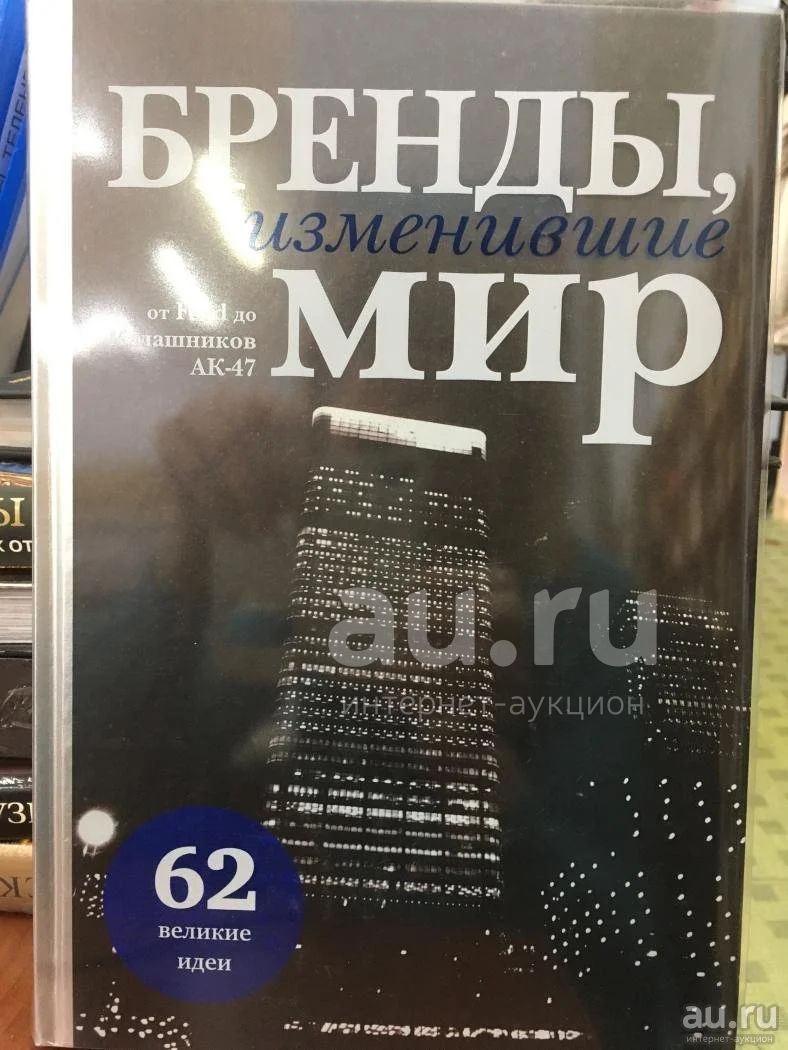 БРЕНДЫ,
изменившие
мир
от до
АК-47
au.ru
интернет-аукцион
62
великие
идеи
Ы
au.ru
интернет-аукцион